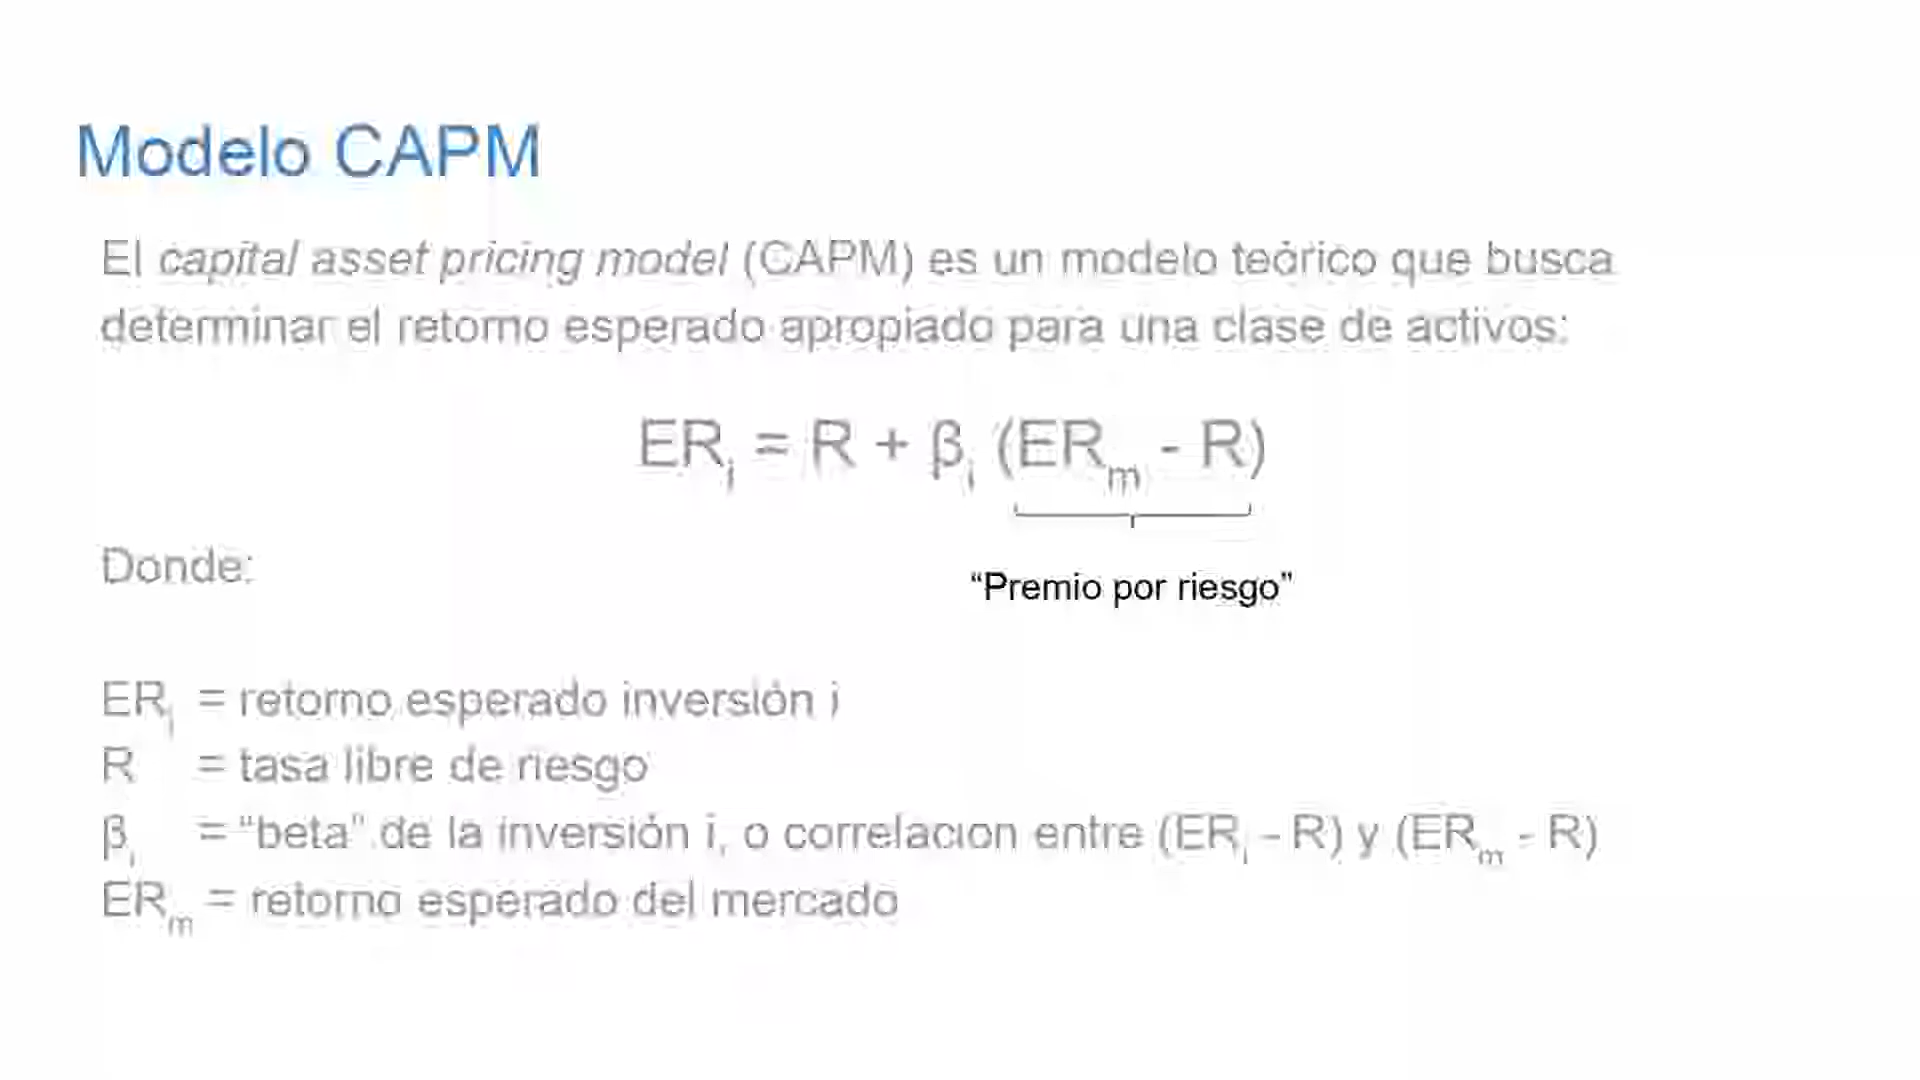 Modelo CAPM
El capital asset pricing model (CAPM) es un modelo teórico que busca
determinar el retorno esperado apropiado para una clase de activos:
ERᵢ = R + βᵢ (ERₘ - R)
Donde:
“Premio por riesgo”
ERᵢ = retorno esperado inversión i
R = tasa libre de riesgo
βᵢ = “beta” de la inversión i, o correlacion entre (ERᵢ – R) y (ERₘ - R)
ERₘ = retorno esperado del mercado